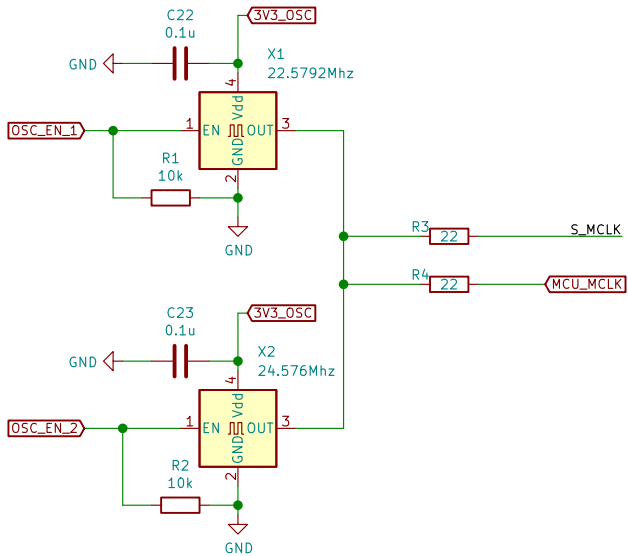 C22
0.1u
3V3_OSC
GND
X1
22.5792Mhz
4
Vdd
OSC_EN_1
1
EN
OUT
3
GND
2
R1
10k
GND
R3
22
S_MCLK
R4
22
MCU_MCLK
C23
0.1u
3V3_OSC
GND
X2
24.576Mhz
4
Vdd
OSC_EN_2
1
EN
OUT
3
GND
2
R2
10k
GND